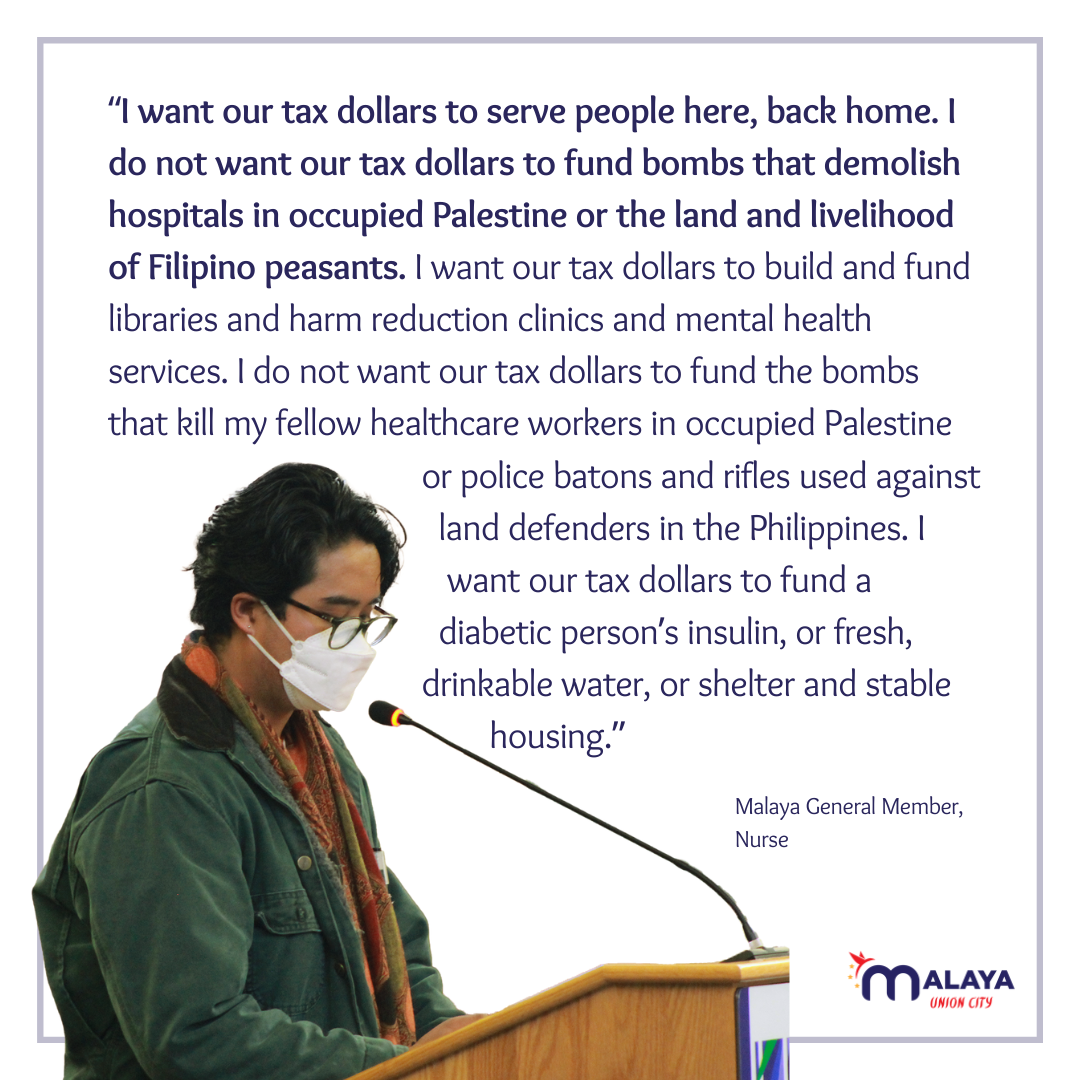 “I want our tax dollars to serve people here, back home. I
do not want our tax dollars to fund bombs that demolish
hospitals in occupied Palestine or the land and livelihood
of Filipino peasants. I want our tax dollars to build and fund
libraries and harm reduction clinics and mental health
services. I do not want our tax dollars to fund the bombs
that kill my fellow healthcare workers in occupied Palestine
or police batons and rifles used against
land defenders in the Philippines. I
want our tax dollars to fund a
diabetic person’s insulin, or fresh,
drinkable water, or shelter and stable
housing.”
Malaya General Member,
Nurse
MALAYA
UNION CITY